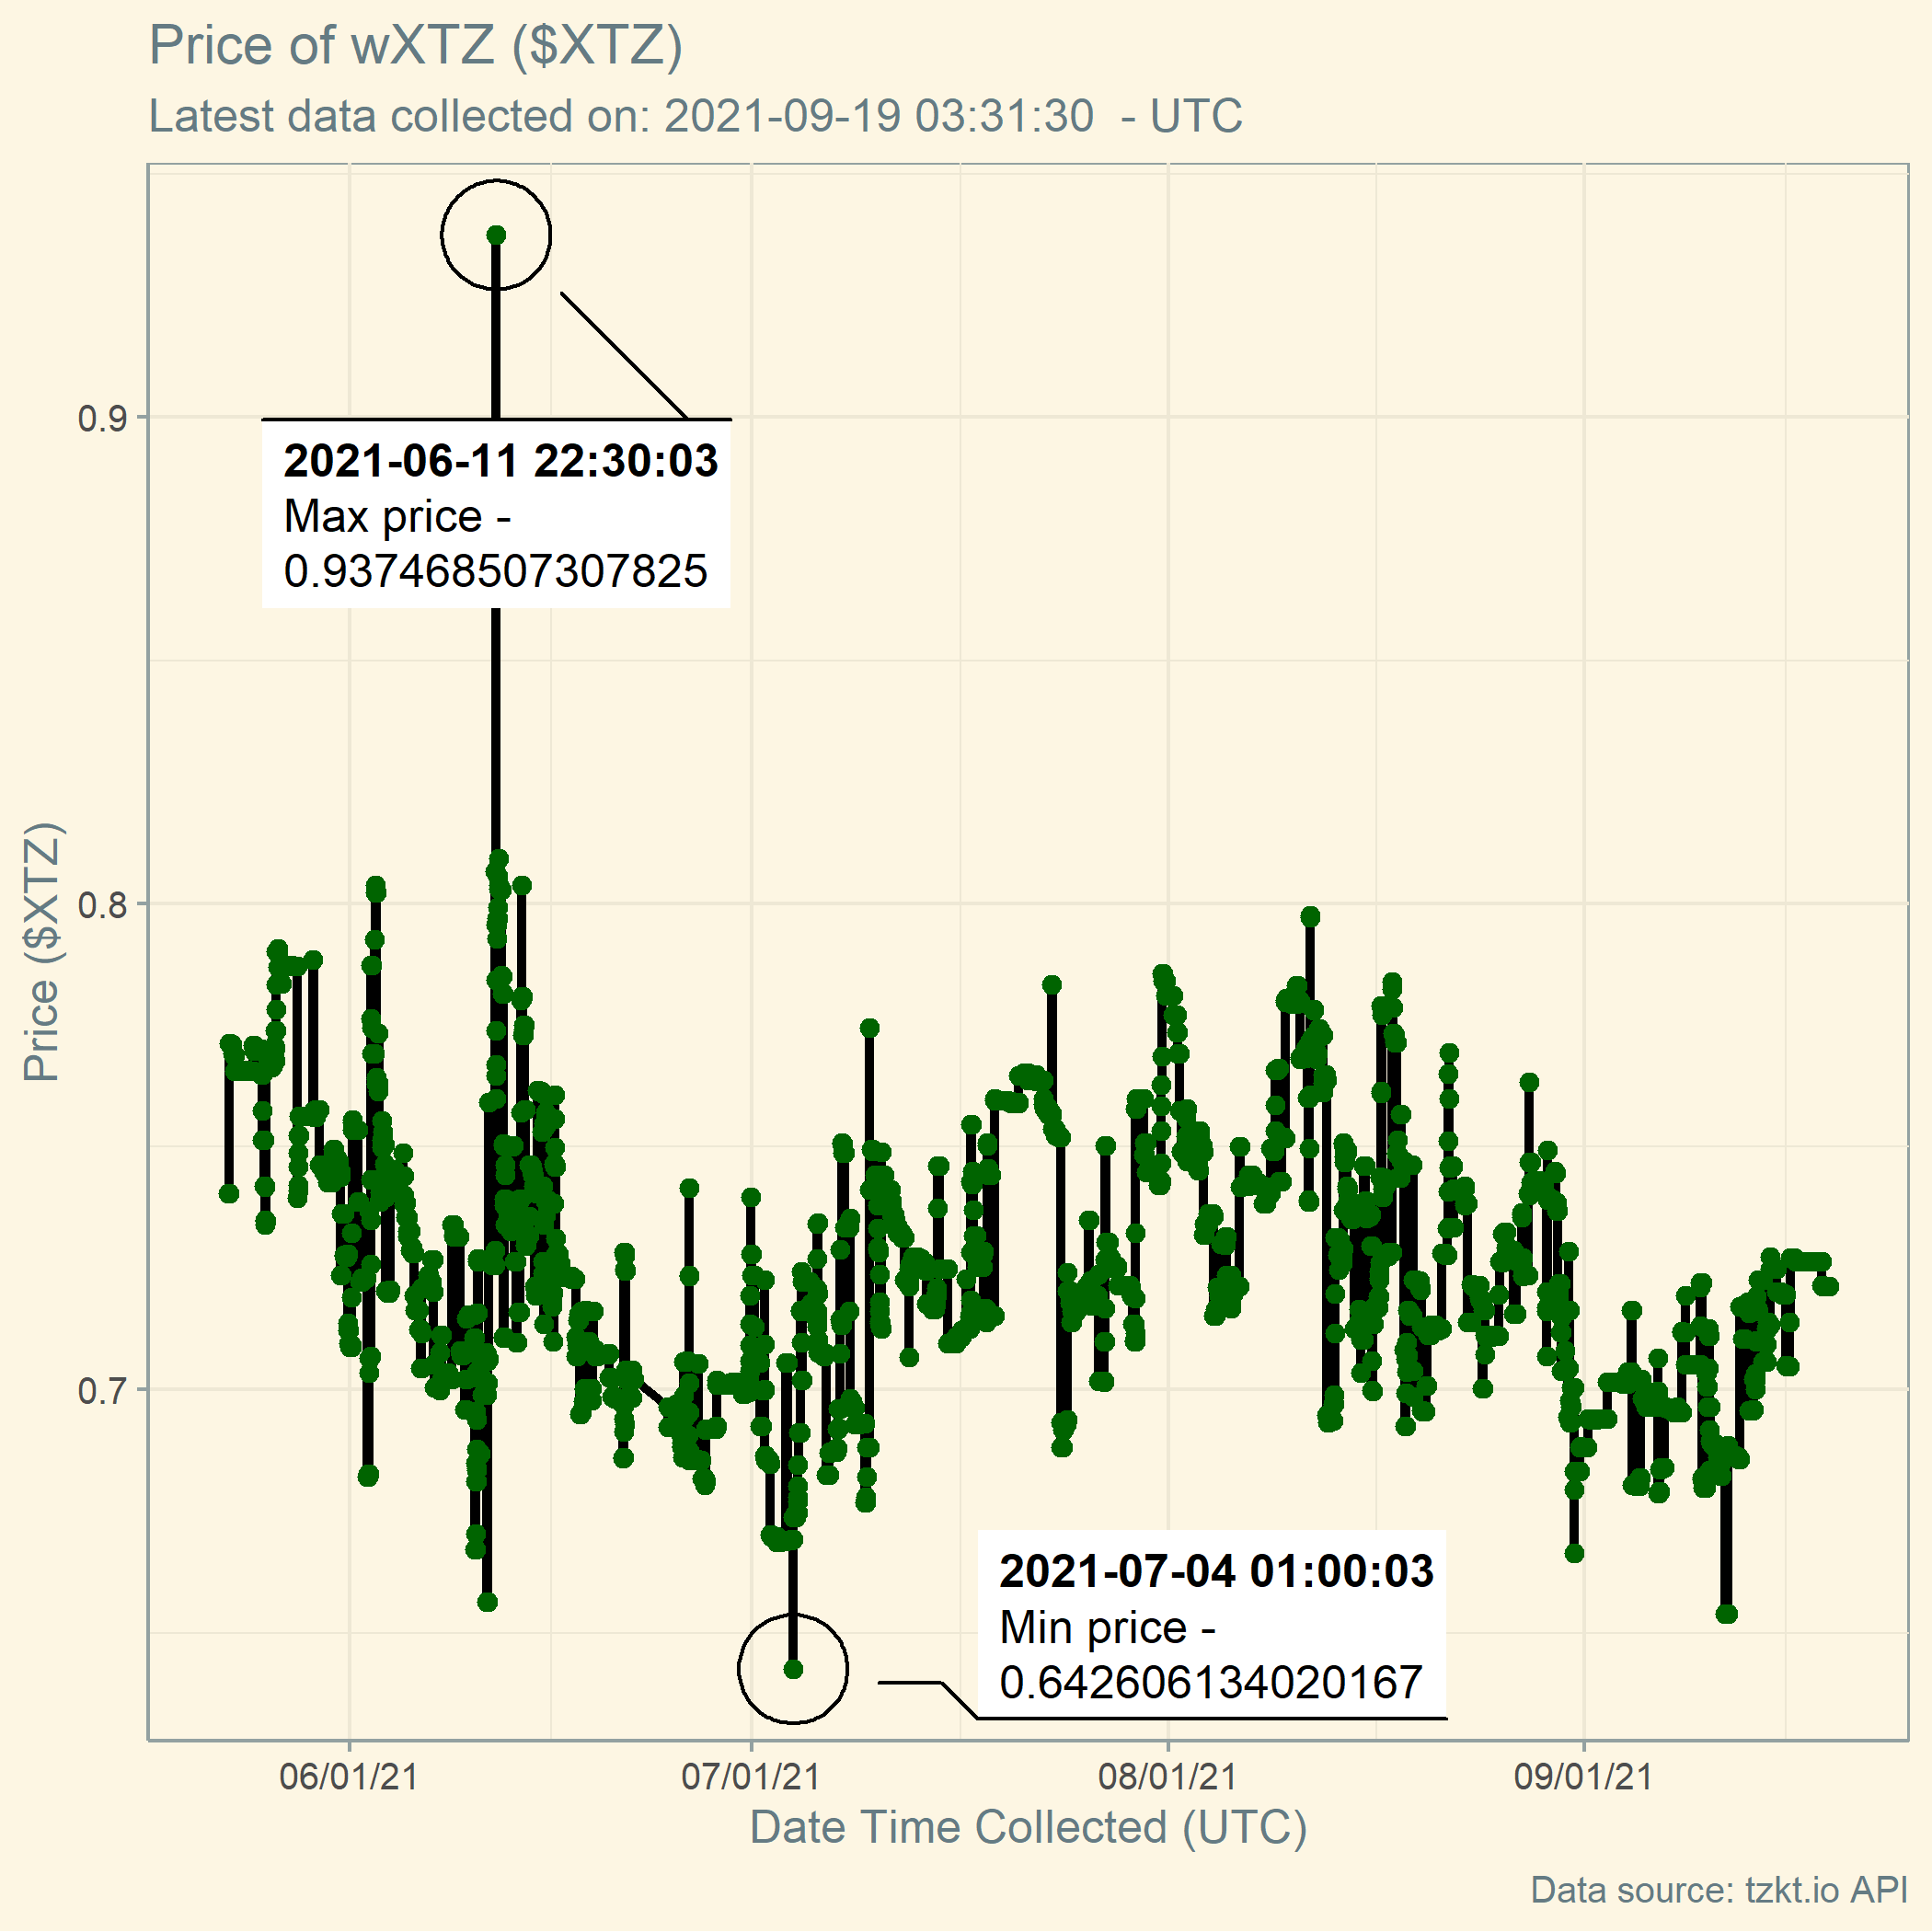 Price of wXTZ ($XTZ)
Latest data collected on: 2021-09-19 03:31:30  - UTC
2021-06-11 22:30:03
Max price -
0.937468507307825
2021-07-04 01:00:03
Min price -
0.642606134020167
Price ($XTZ)
0.9
0.8
0.7
06/01/21
07/01/21
08/01/21
09/01/21
Date Time Collected (UTC)
Data source: tzkt.io API